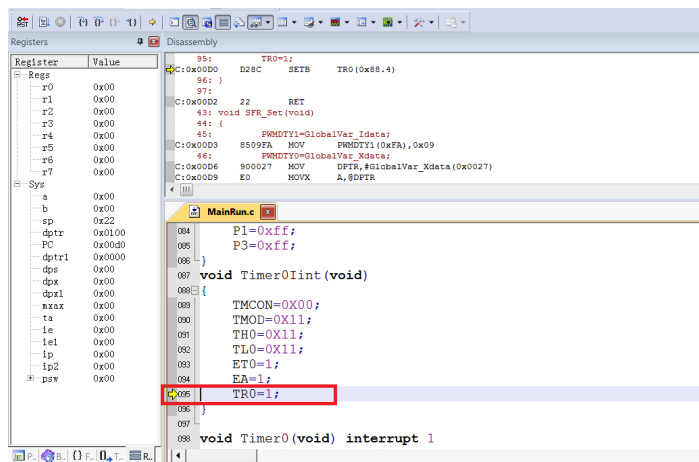 RST
Registers
Register Value
Regs
r0 0x00
r1 0x00
r2 0x00
r3 0x00
r4 0x00
r5 0x00
r6 0x00
r7 0x00
Sys
a 0x00
b 0x00
sp 0x22
dptr 0x0100
PC 0x00d0
dptr1 0x0000
dps 0x00
dpx 0x00
dpx1 0x00
mxax 0x00
ta 0x00
ie 0x00
ie1 0x00
ip 0x00
ip2 0x00
psw 0x00
P... B... {} F... 0 T... R...
Disassembly
95: TR0=1;
C:0x00D0 D28C SETB TR0(0x88.4)
96: }
97:
C:0x00D2 22 RET
43: void SFR_Set(void)
44: {
45: PWMDTY1=GlobalVar_Idata;
C:0x00D3 8509FA MOV PWMDTY1(0xFA),0x09
46: PWMDTY0=GlobalVar_Xdata;
C:0x00D6 900027 MOV DPTR,#GlobalVar_Xdata(0x0027)
C:0x00D9 E0 MOVX A,@DPTR
MainRun.c
084 P1=0xff;
085 P3=0xff;
086 }
087 void Timer0Iint(void)
088 {
089 TMCON=0X00;
090 TMOD=0X11;
091 TH0=0X11;
092 TL0=0X11;
093 ET0=1;
094 EA=1;
095 TR0=1;
096 }
097
098 void Timer0(void) interrupt 1